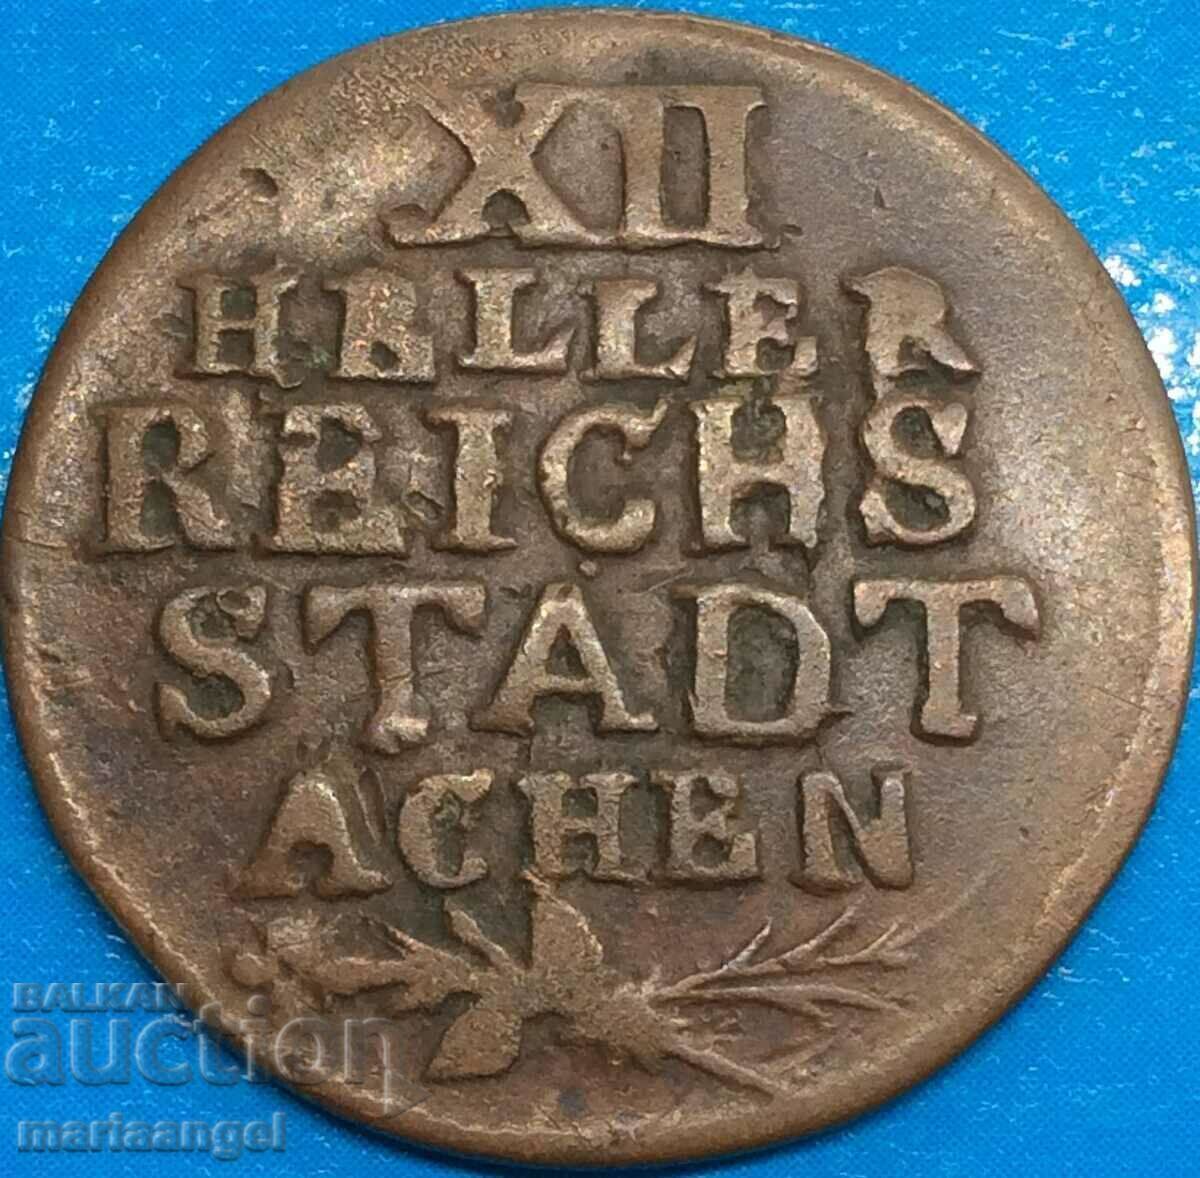 XII
HELLER
REICHS
STADT
ACHEN
BALKAN
auction
mariaangel